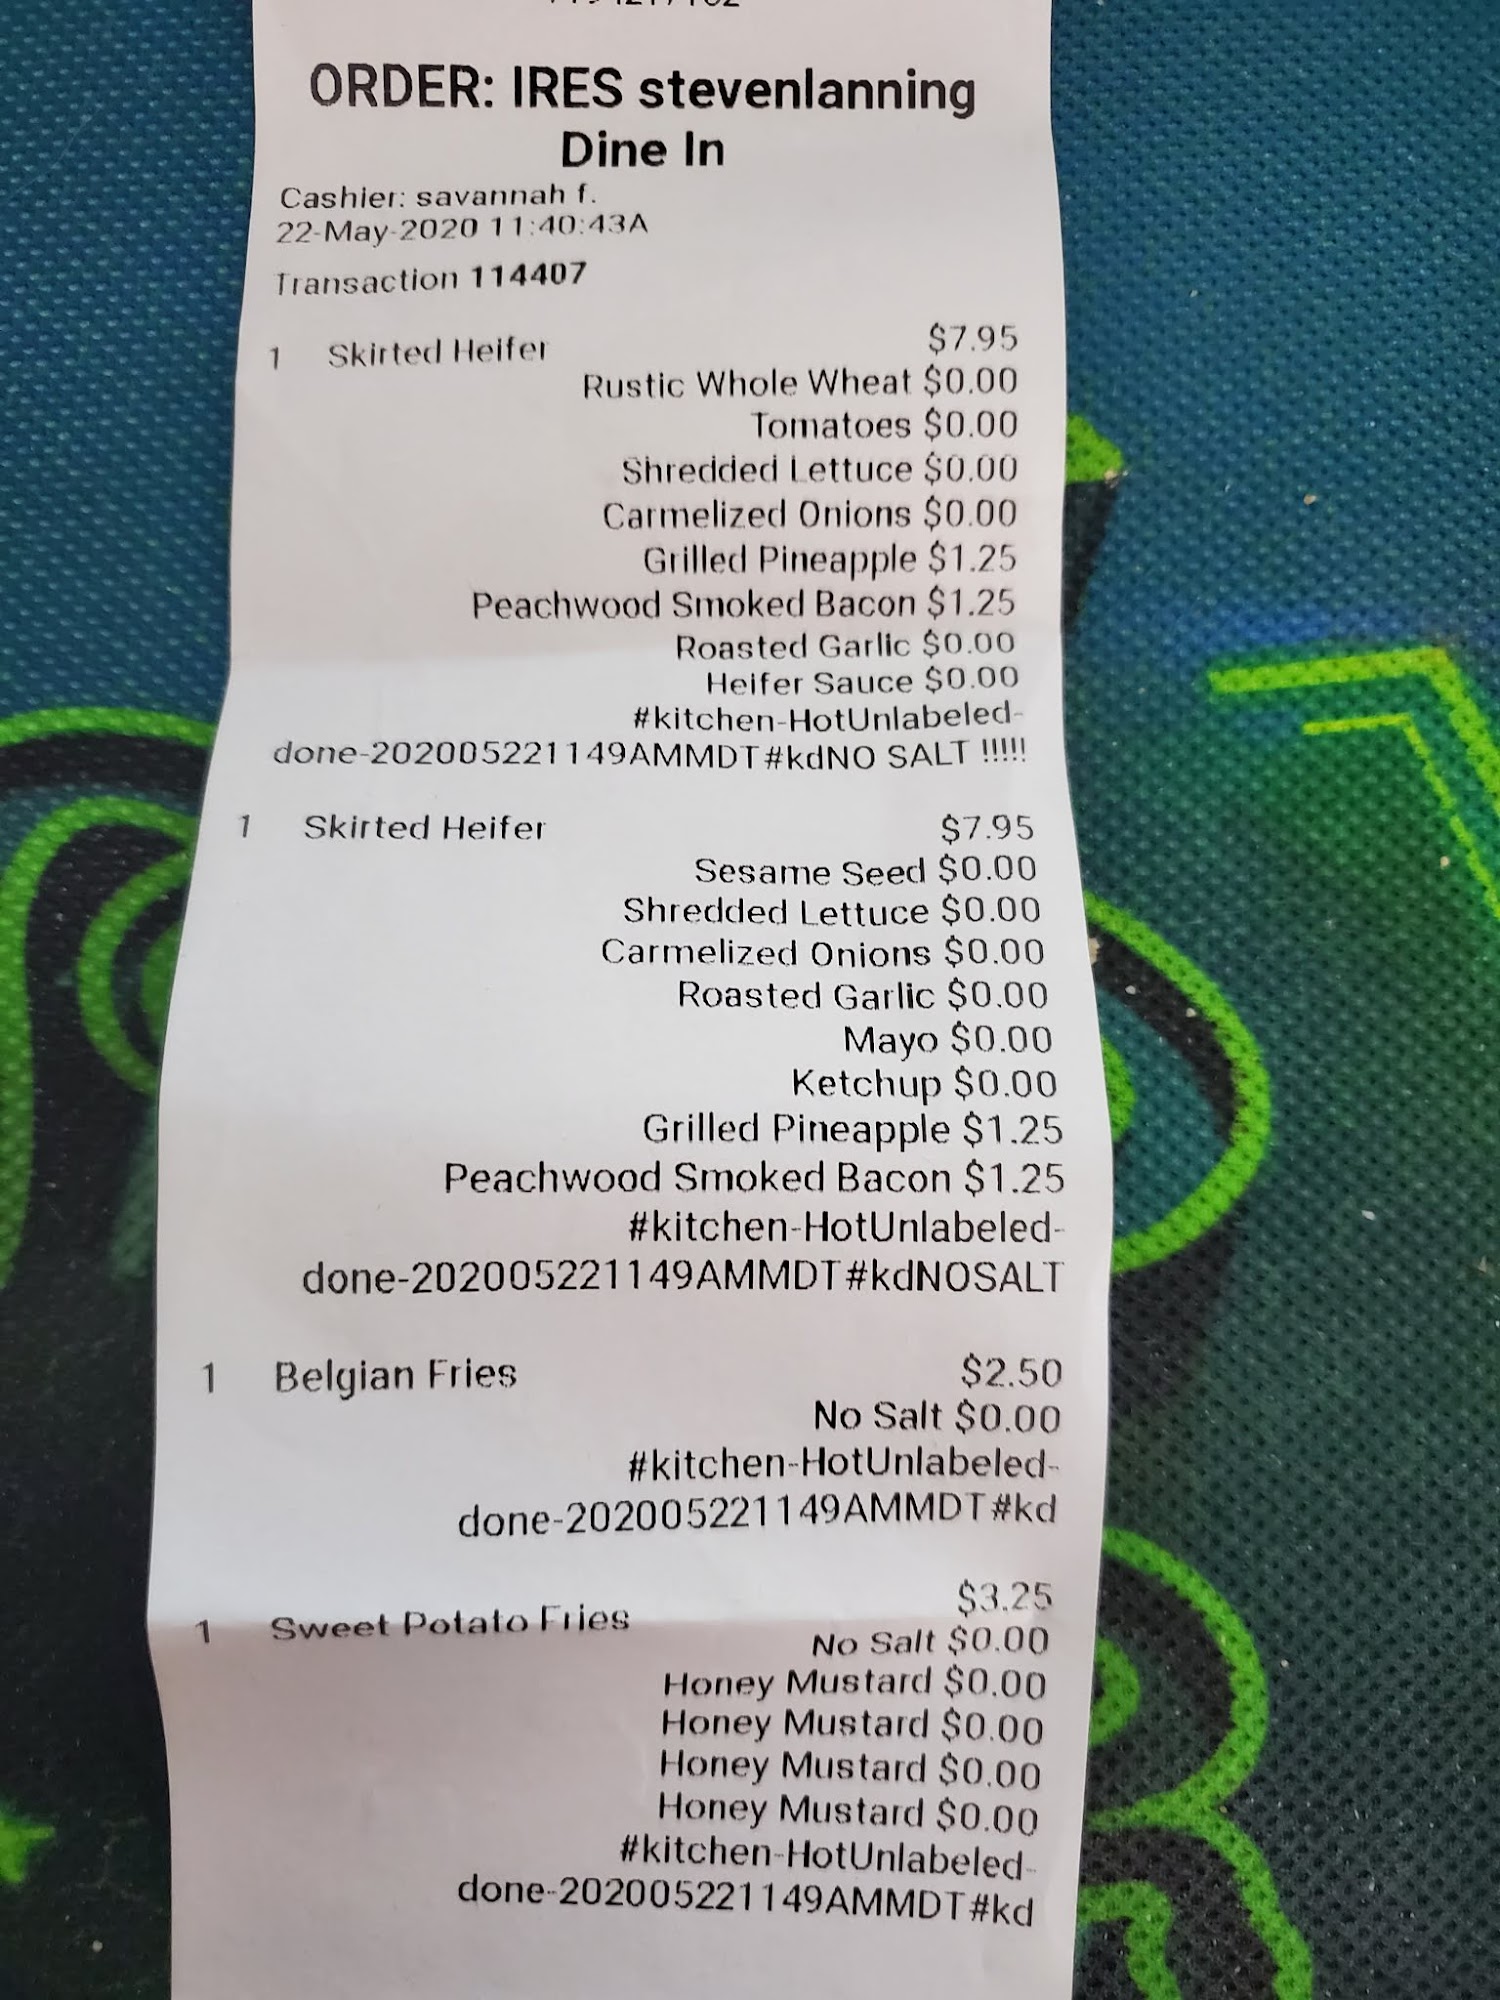 ORDER: IRES stevenlanning
Dine In
Cashier: savannah f.
22-May-2020 11:40:43A
Transaction 114407
1 Skirted Heifer $7.95
Rustic Whole Wheat $0.00
Tomatoes $0.00
Shredded Lettuce $0.00
Carmelized Onions $0.00
Grilled Pineapple $1.25
Peachwood Smoked Bacon $1.25
Roasted Garlic $0.00
Heifer Sauce $0.00
#kitchen-HotUnlabeled-
done-202005221149AMMDT#kdNO SALT !!!!!
1 Skirted Heifer $7.95
Sesame Seed $0.00
Shredded Lettuce $0.00
Carmelized Onions $0.00
Roasted Garlic $0.00
Mayo $0.00
Ketchup $0.00
Grilled Pineapple $1.25
Peachwood Smoked Bacon $1.25
#kitchen-HotUnlabeled-
done-202005221149AMMDT#kdNOSALT
1 Belgian Fries $2.50
No Salt $0.00
#kitchen-HotUnlabeled-
done-202005221149AMMDT#kd
1 Sweet Potato Fries $3.25
No Salt $0.00
Honey Mustard $0.00
Honey Mustard $0.00
Honey Mustard $0.00
Honey Mustard $0.00
#kitchen-HotUnlabeled-
done-202005221149AMMDT#kd